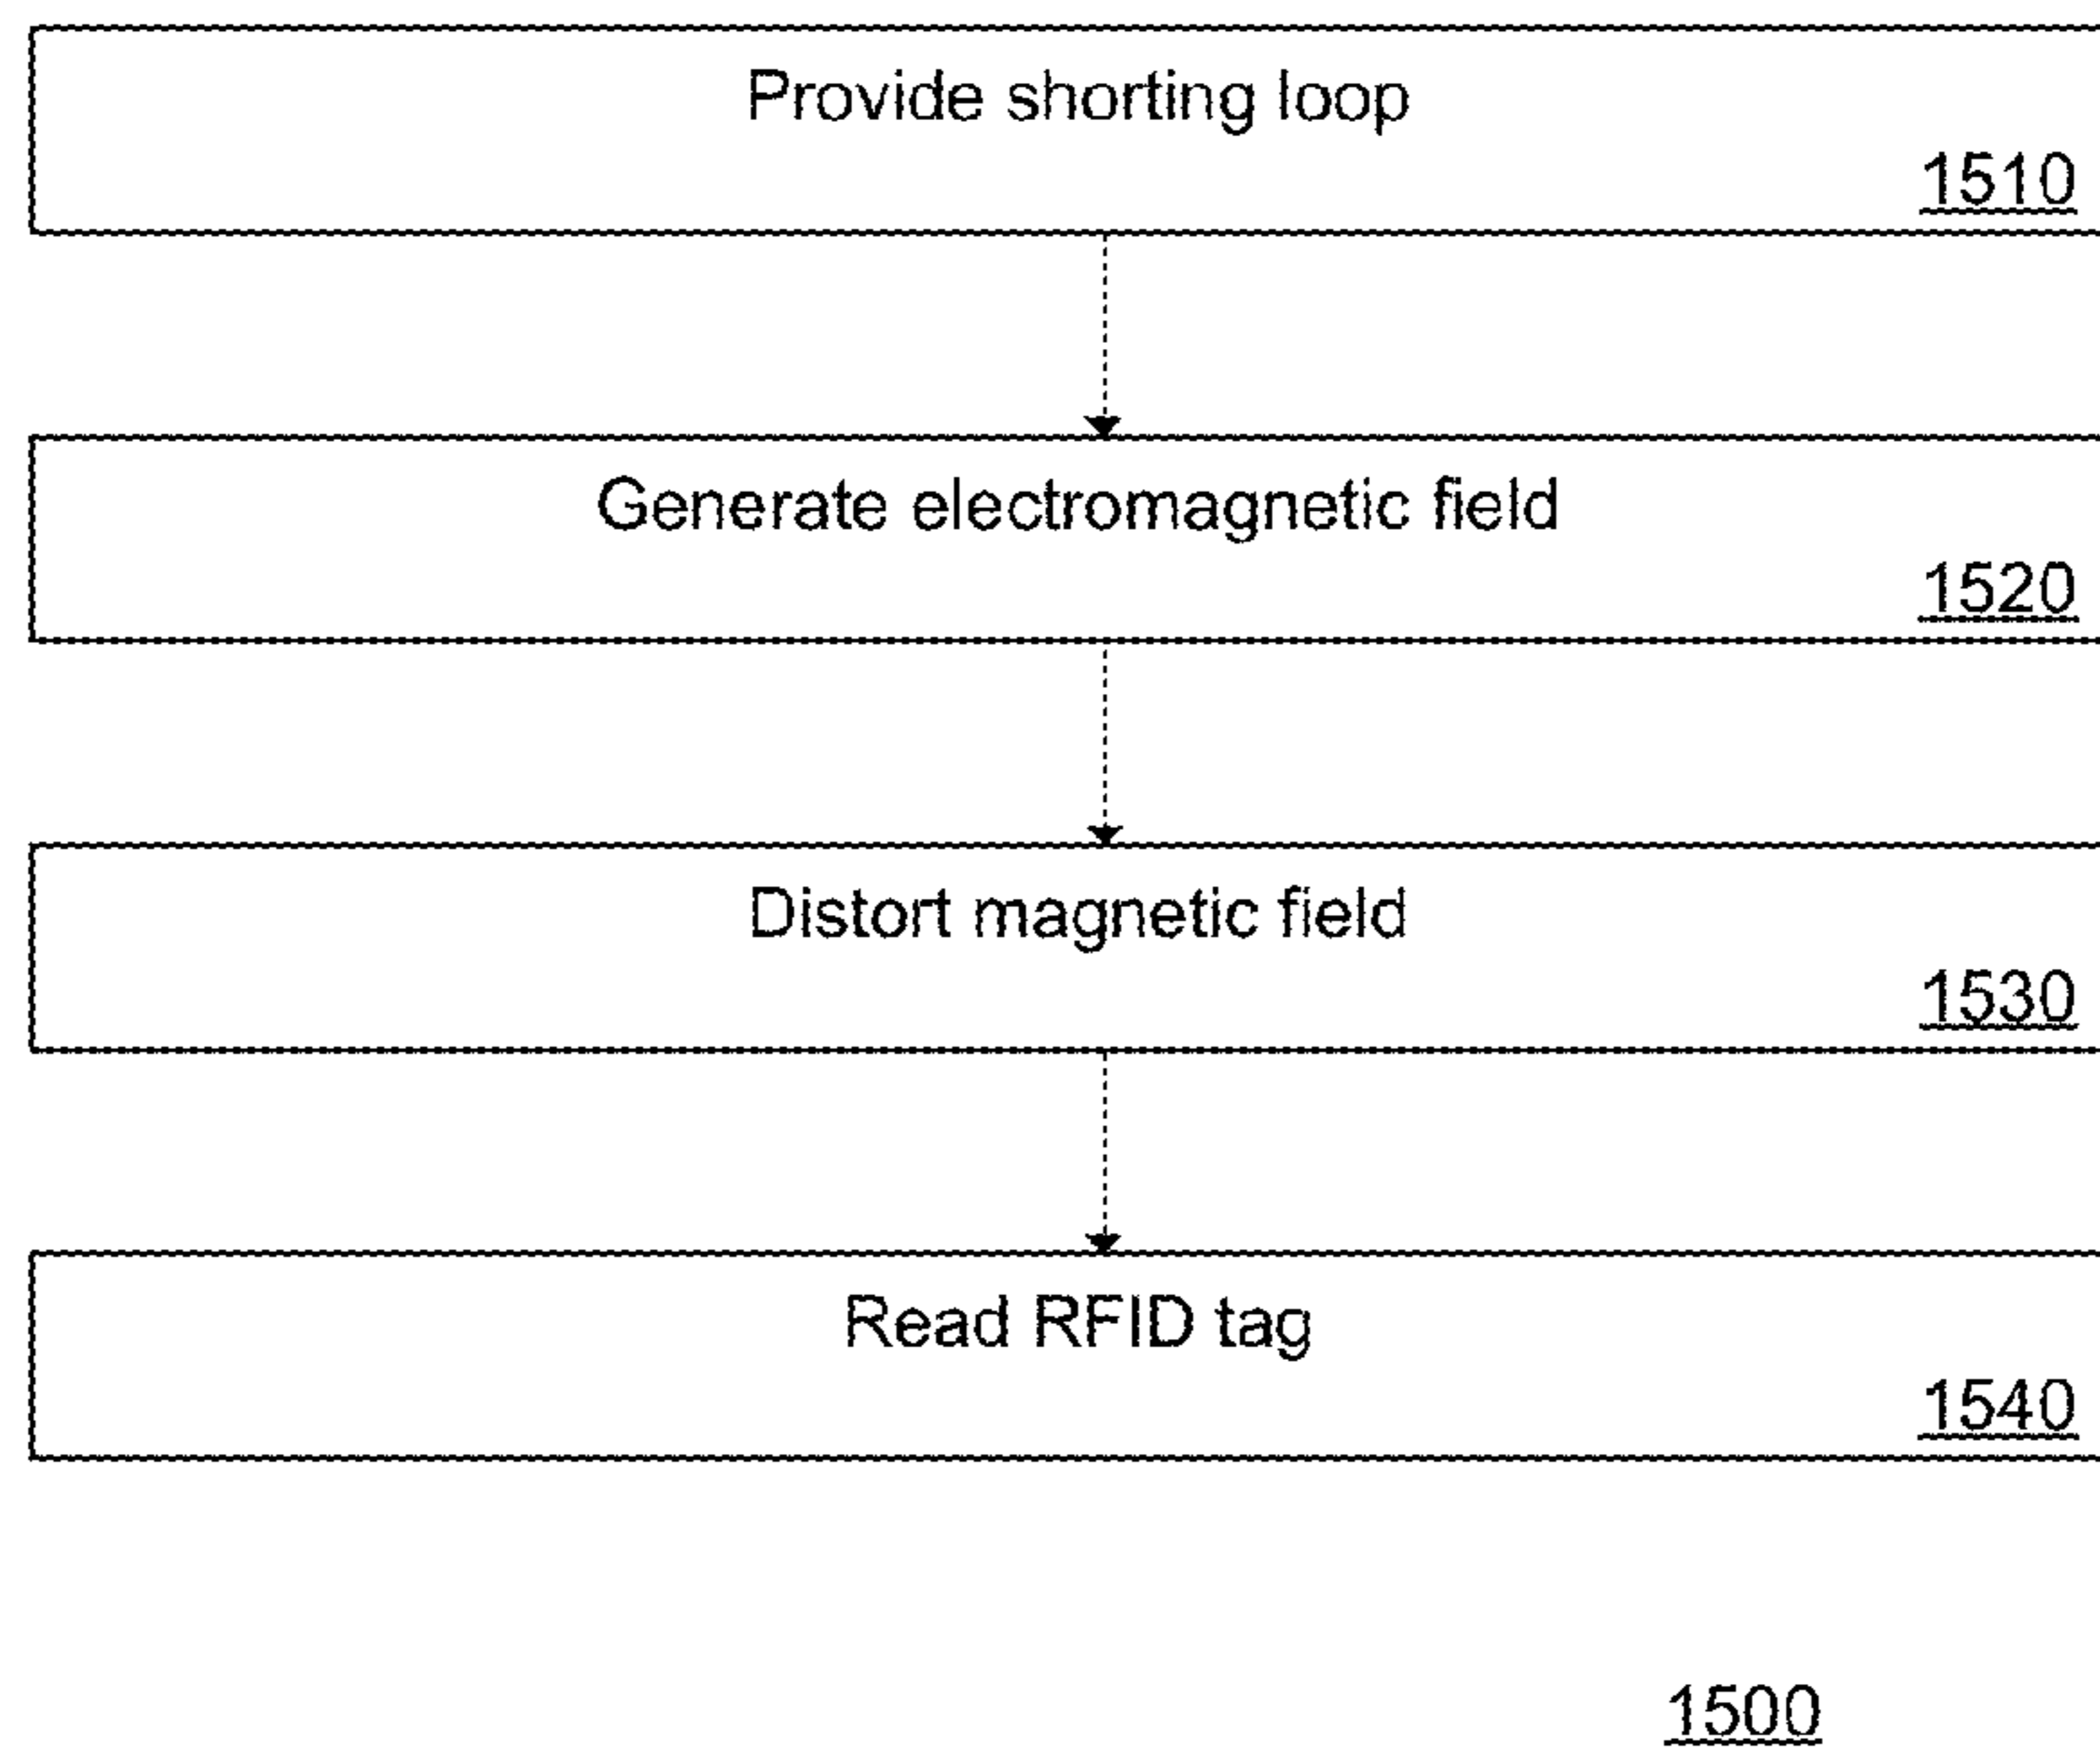 Provide shorting loop
1510
Generate electromagnetic field
1520
Distort magnetic field
1530
Read RFID tag
1540
1500